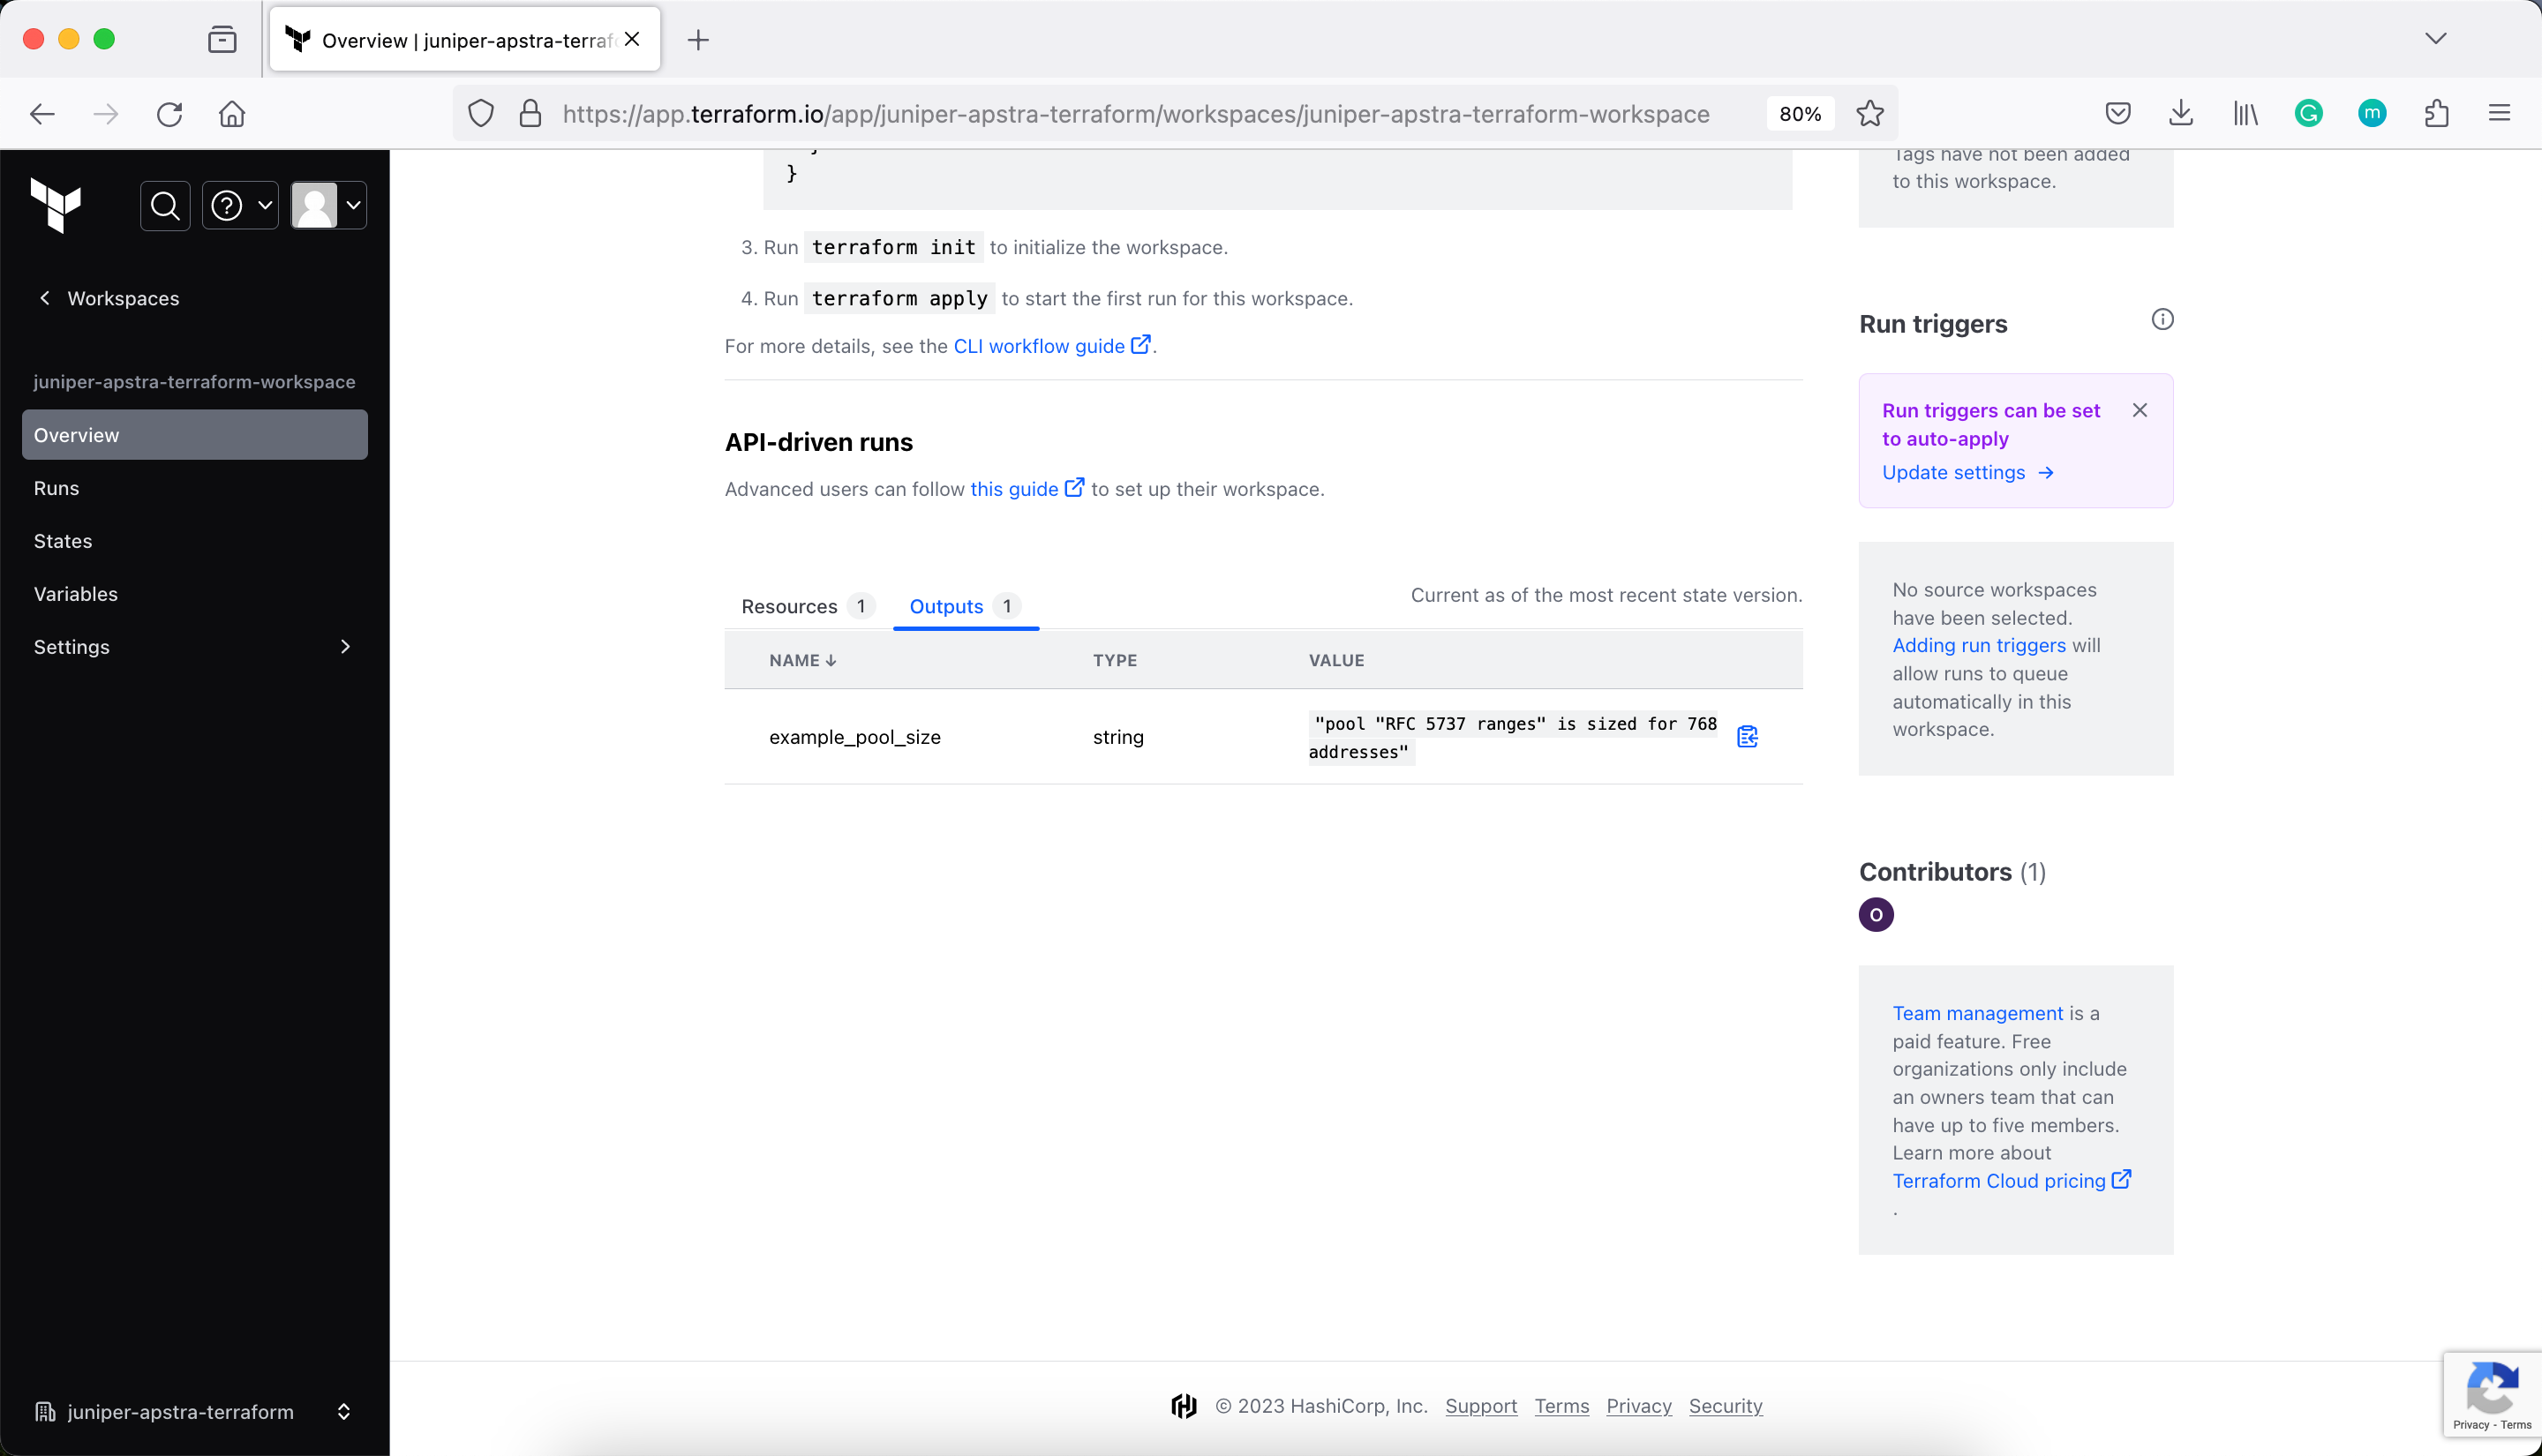 Overview | juniper-apstra-terraf
https://app.terraform.io/app/juniper-apstra-terraform/workspaces/juniper-apstra-terraform-workspace
80%
G
m
Workspaces
juniper-apstra-terraform-workspace
Overview
Runs
States
Variables
Settings
juniper-apstra-terraform
}
}
3. Run terraform init to initialize the workspace.
4. Run terraform apply to start the first run for this workspace.
For more details, see the CLI workflow guide.
API-driven runs
Advanced users can follow this guide to set up their workspace.
Resources 1 Outputs 1
Current as of the most recent state version.
NAME ↓ TYPE VALUE
example_pool_size string "pool "RFC 5737 ranges" is sized for 768
addresses"
Tags have not been added
to this workspace.
Run triggers
Run triggers can be set
to auto-apply
Update settings →
No source workspaces
have been selected.
Adding run triggers will
allow runs to queue
automatically in this
workspace.
Contributors (1)
O
Team management is a
paid feature. Free
organizations only include
an owners team that can
have up to five members.
Learn more about
Terraform Cloud pricing
.
© 2023 HashiCorp, Inc. Support Terms Privacy Security
Privacy - Terms